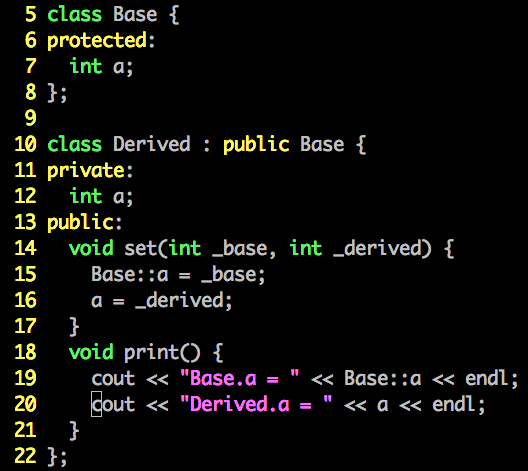 5 class Base {
6 protected:
7   int a;
8 };
9
10 class Derived : public Base {
11 private:
12   int a;
13 public:
14   void set(int _base, int _derived) {
15     Base::a = _base;
16     a = _derived;
17   }
18   void print() {
19     cout << "Base.a = " << Base::a << endl;
20     cout << "Derived.a = " << a << endl;
21   }
22 };